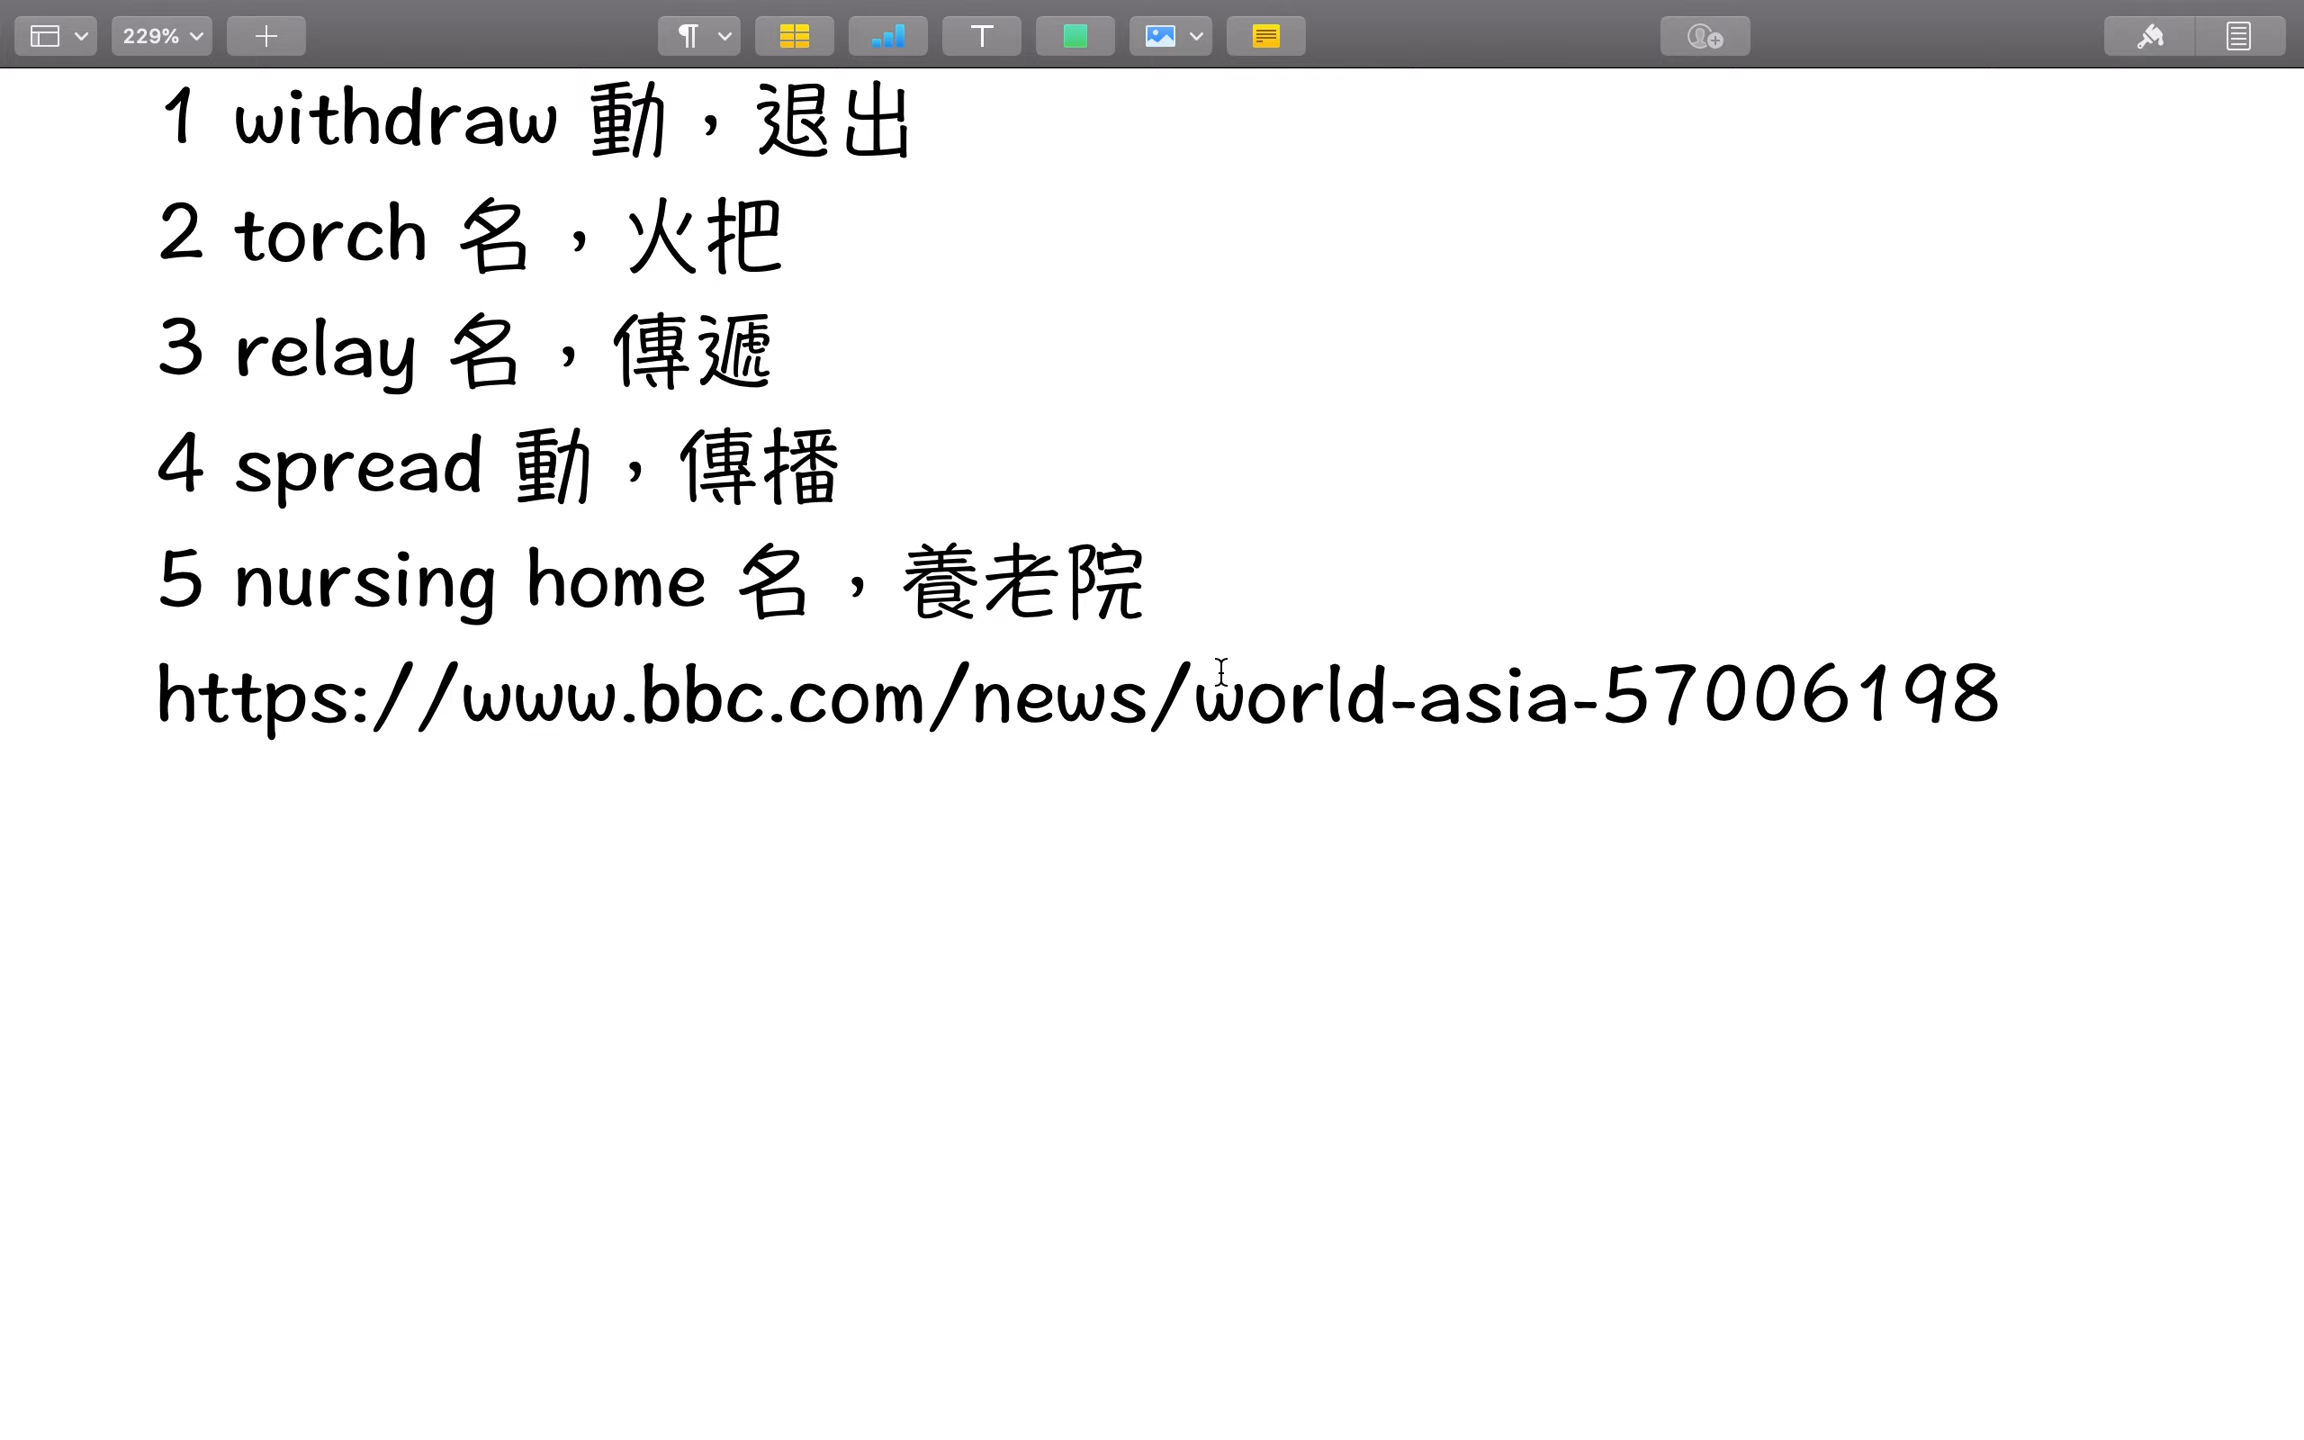 229%
1 withdraw 動，退出
2 torch 名，火把
3 relay 名，傳遞
4 spread 動，傳播
5 nursing home 名，養老院
https://www.bbc.com/news/world-asia-57006198